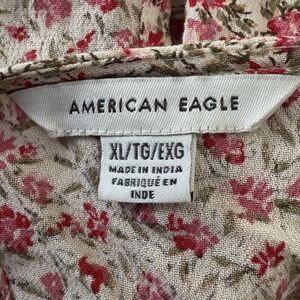 AMERICAN EAGLE
XL/TG/EXG
MADE IN INDIA
FABRIQUÉ EN
INDE